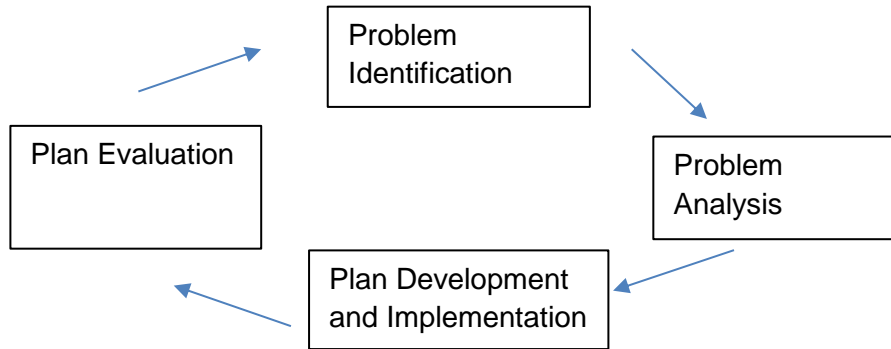 Problem
Identification
Problem
Analysis
Plan Development
and Implementation
Plan Evaluation